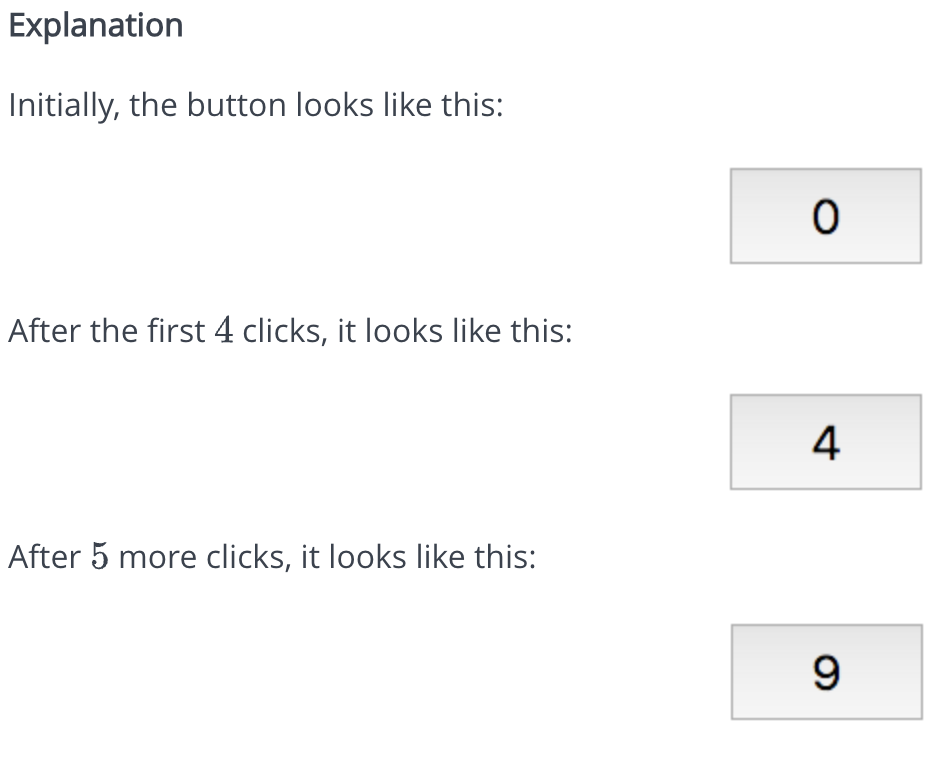 Explanation
Initially, the button looks like this:
0
After the first 4 clicks, it looks like this:
4
After 5 more clicks, it looks like this:
9